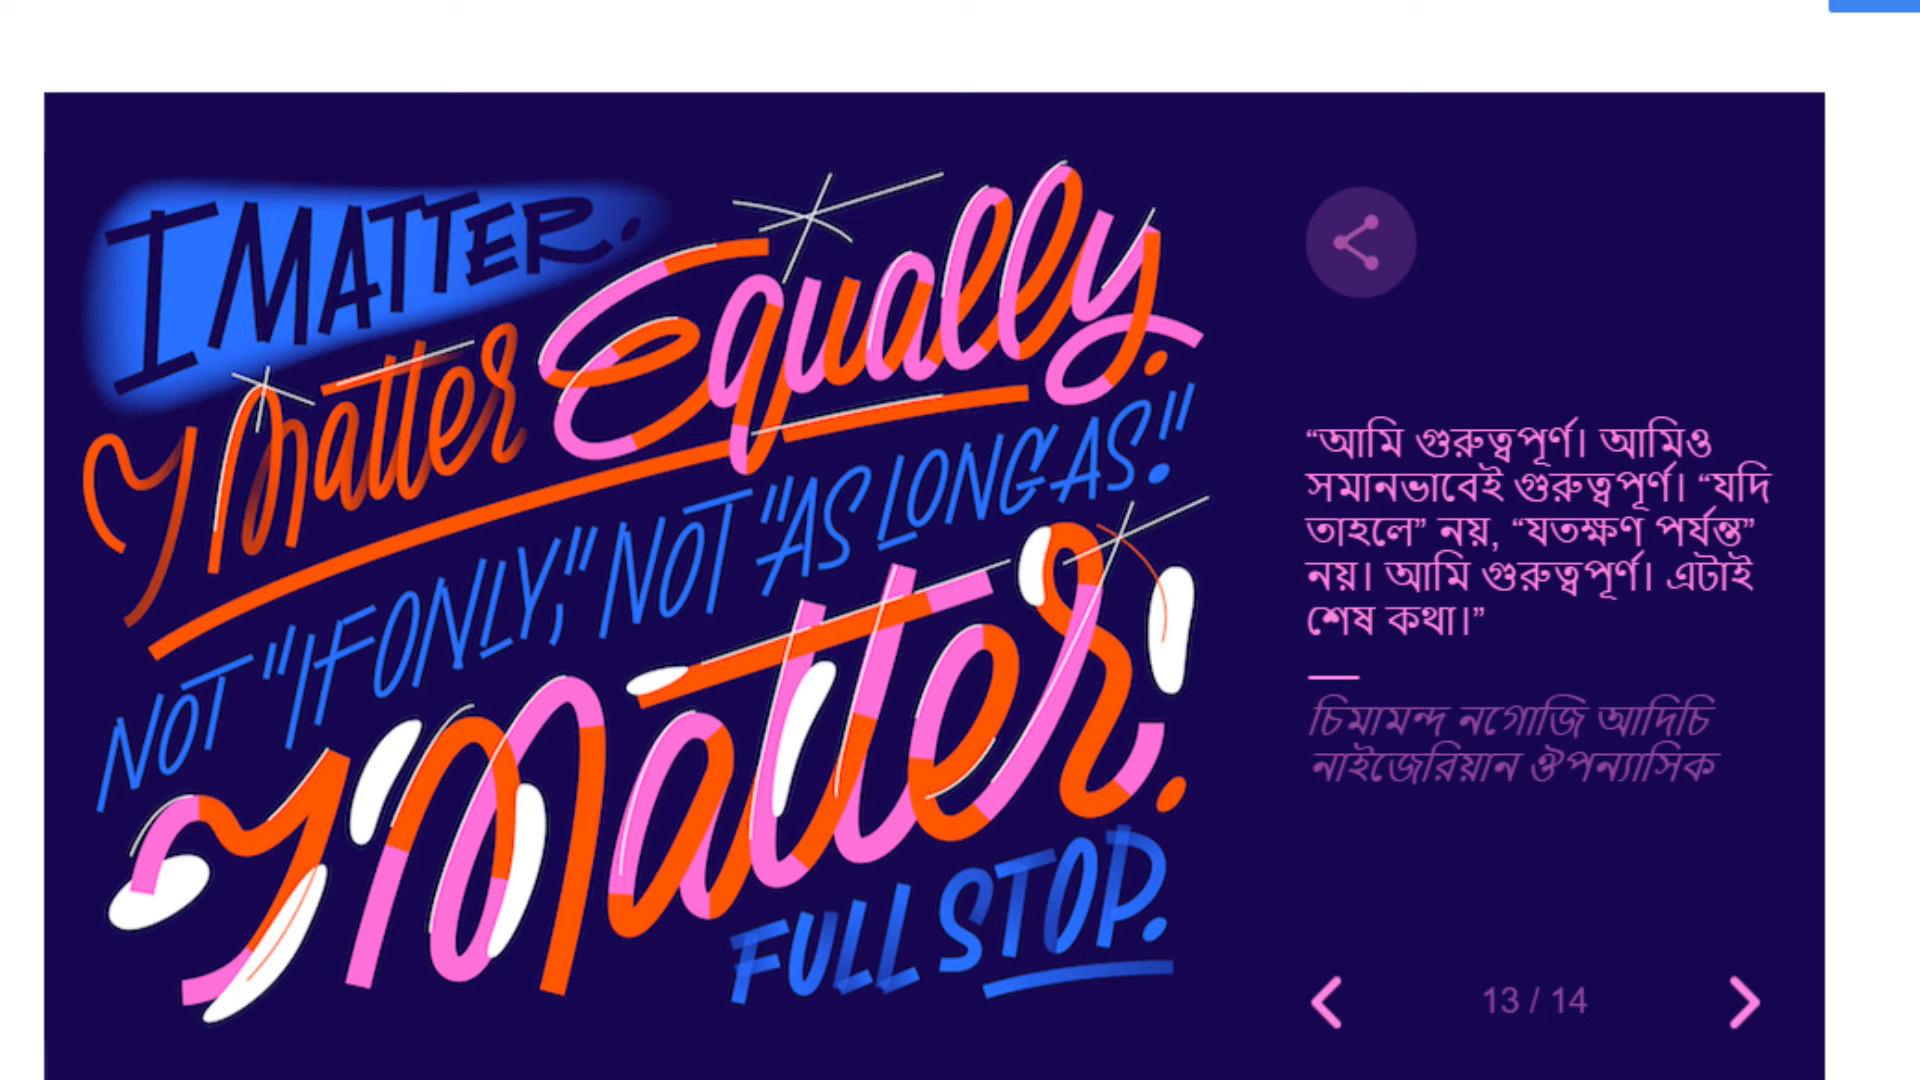 I MATTER.
I Matter Equally.
NOT "IF ONLY," NOT "AS LONG AS."
I Matter.
FULL STOP.
“আমি গুরুত্বপূর্ণ। আমিও
সমানভাবেই গুরুত্বপূর্ণ। “যদি
তাহলে” নয়, “যতক্ষণ পর্যন্ত”
নয়। আমি গুরুত্বপূর্ণ। এটাই
শেষ কথা।”
চিমামন্দ নগোজি আদিচি
নাইজেরিয়ান ঔপন্যাসিক
13 / 14